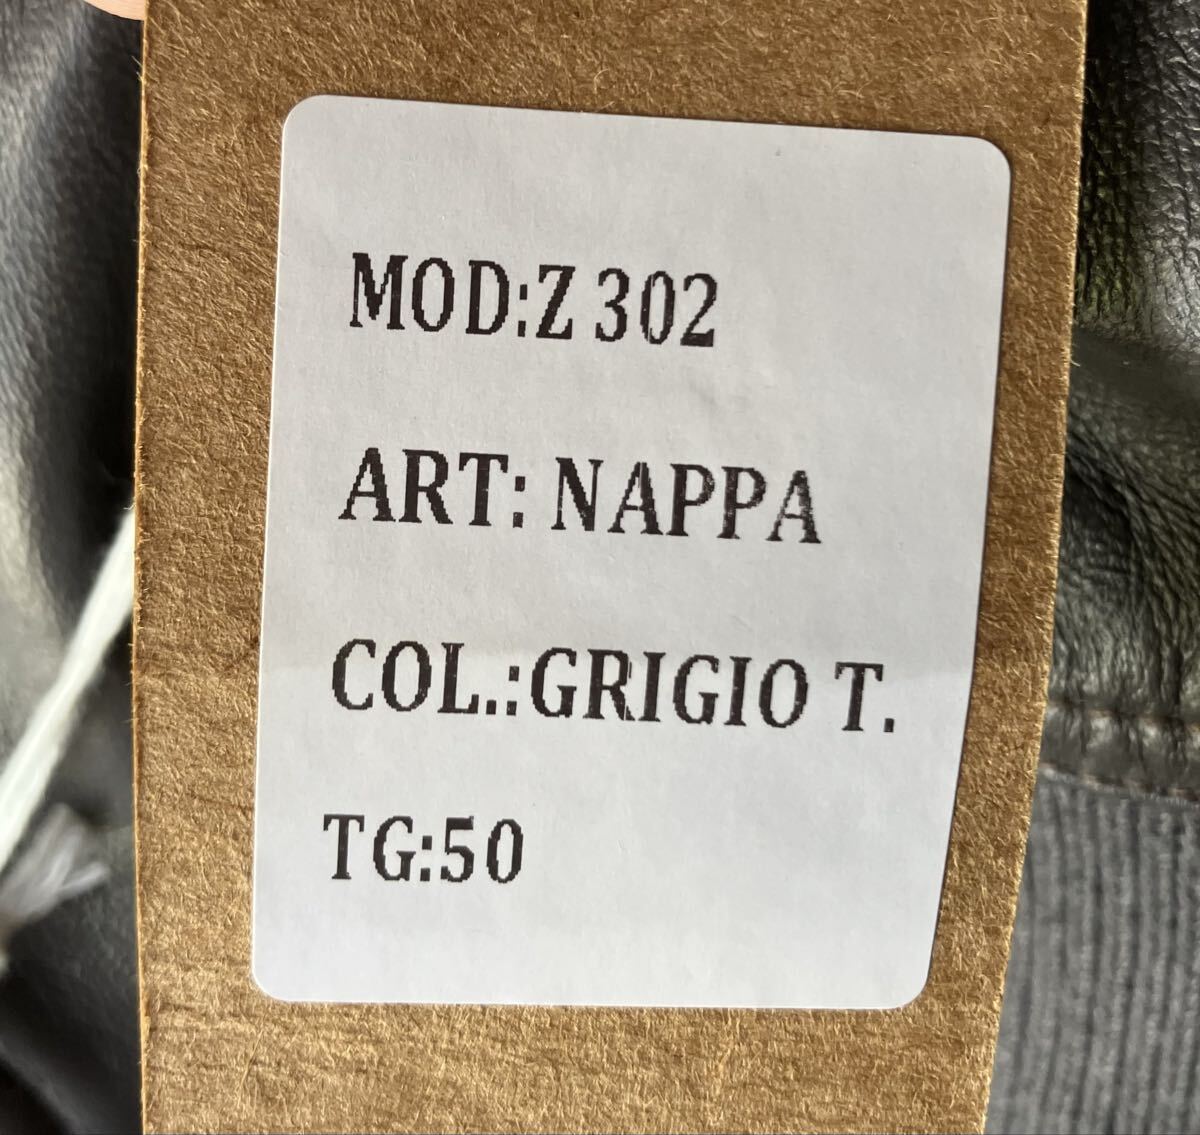 MOD:Z 302
ART: NAPPA
COL.:GRIGIO T.
TG:50